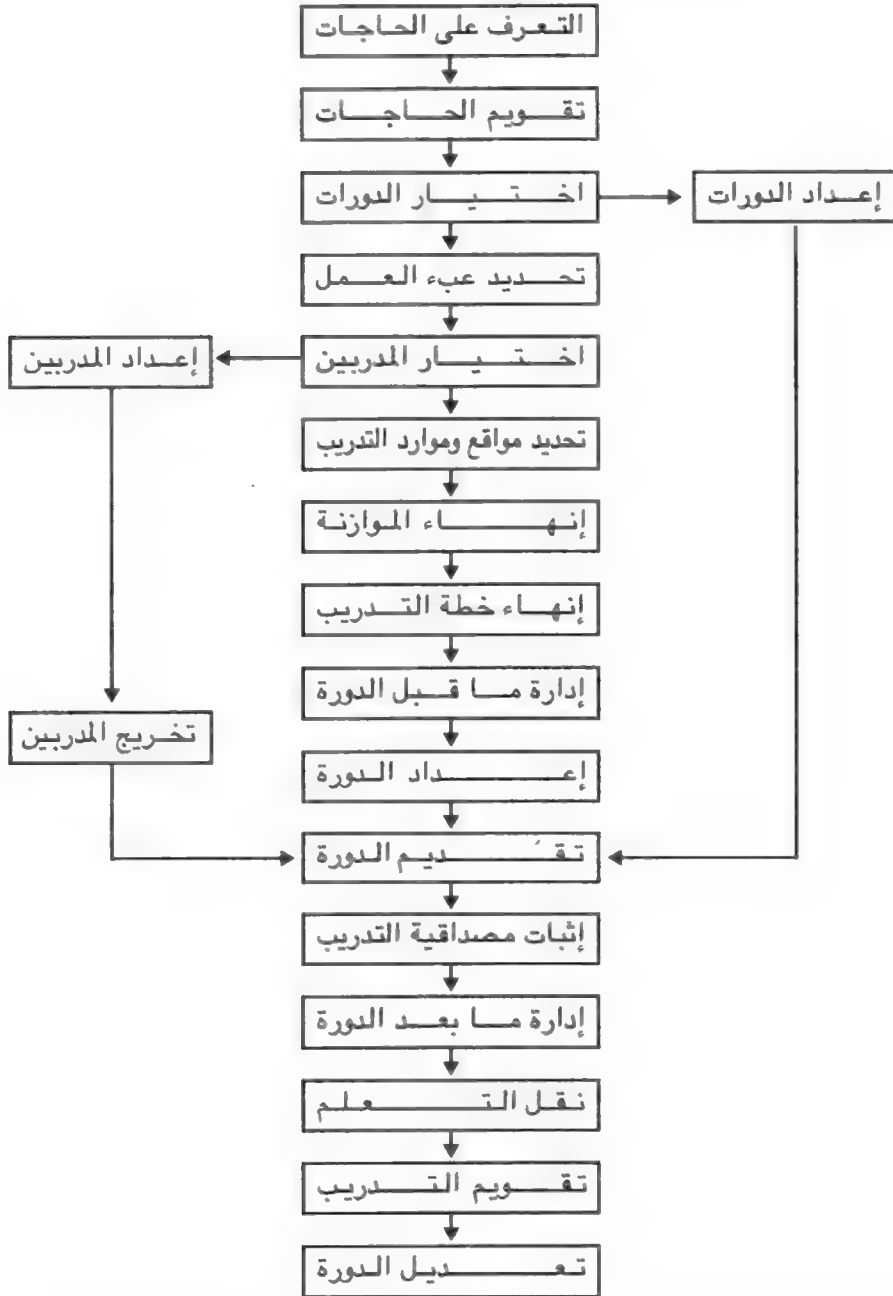 التعرف على الحاجات
تقويم الحاجات
اختيار الدورات
إعداد الدورات
تحديد عبء العمل
اختيار المدربين
إعداد المدربين
تحديد مواقع وموارد التدريب
إنهاء الموازنة
إنهاء خطة التدريب
إدارة ما قبل الدورة
تخريج المدربين
إعداد الدورة
تقديم الدورة
إثبات مصداقية التدريب
إدارة ما بعد الدورة
نقل التعلم
تقويم التدريب
تعديل الدورة